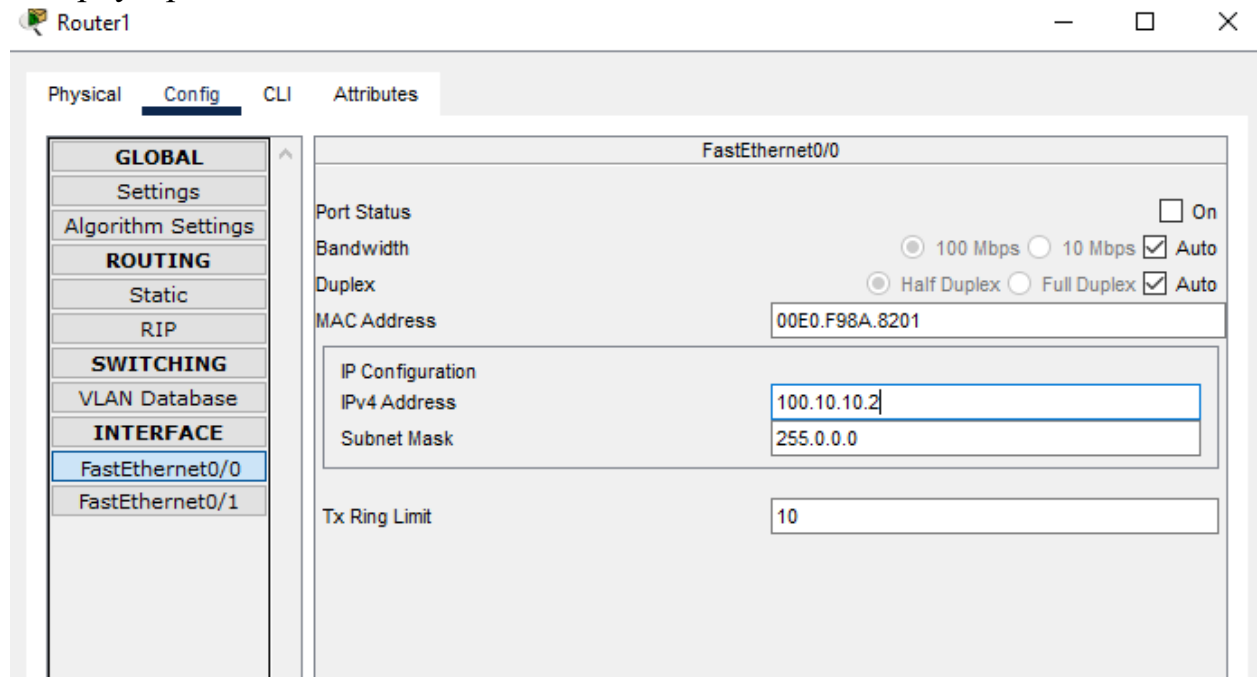 Router1
Physical Config CLI Attributes
GLOBAL
Settings
Algorithm Settings
ROUTING
Static
RIP
SWITCHING
VLAN Database
INTERFACE
FastEthernet0/0
FastEthernet0/1
FastEthernet0/0
Port Status On
Bandwidth 100 Mbps 10 Mbps Auto
Duplex Half Duplex Full Duplex Auto
MAC Address 00E0.F98A.8201
IP Configuration
IPv4 Address 100.10.10.2
Subnet Mask 255.0.0.0
Tx Ring Limit 10